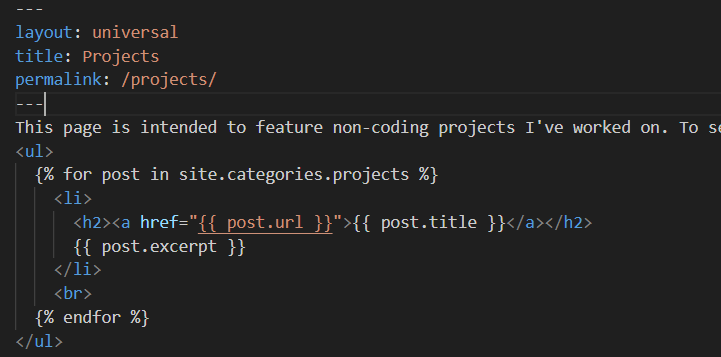 ---
layout: universal
title: Projects
permalink: /projects/
---
This page is intended to feature non-coding projects I've worked on. To
<ul>
{% for post in site.categories.projects %}
<li>
<h2><a href="{{ post.url }}">{{ post.title }}</a></h2>
{{ post.excerpt }}
</li>
<br>
{% endfor %}
</ul>